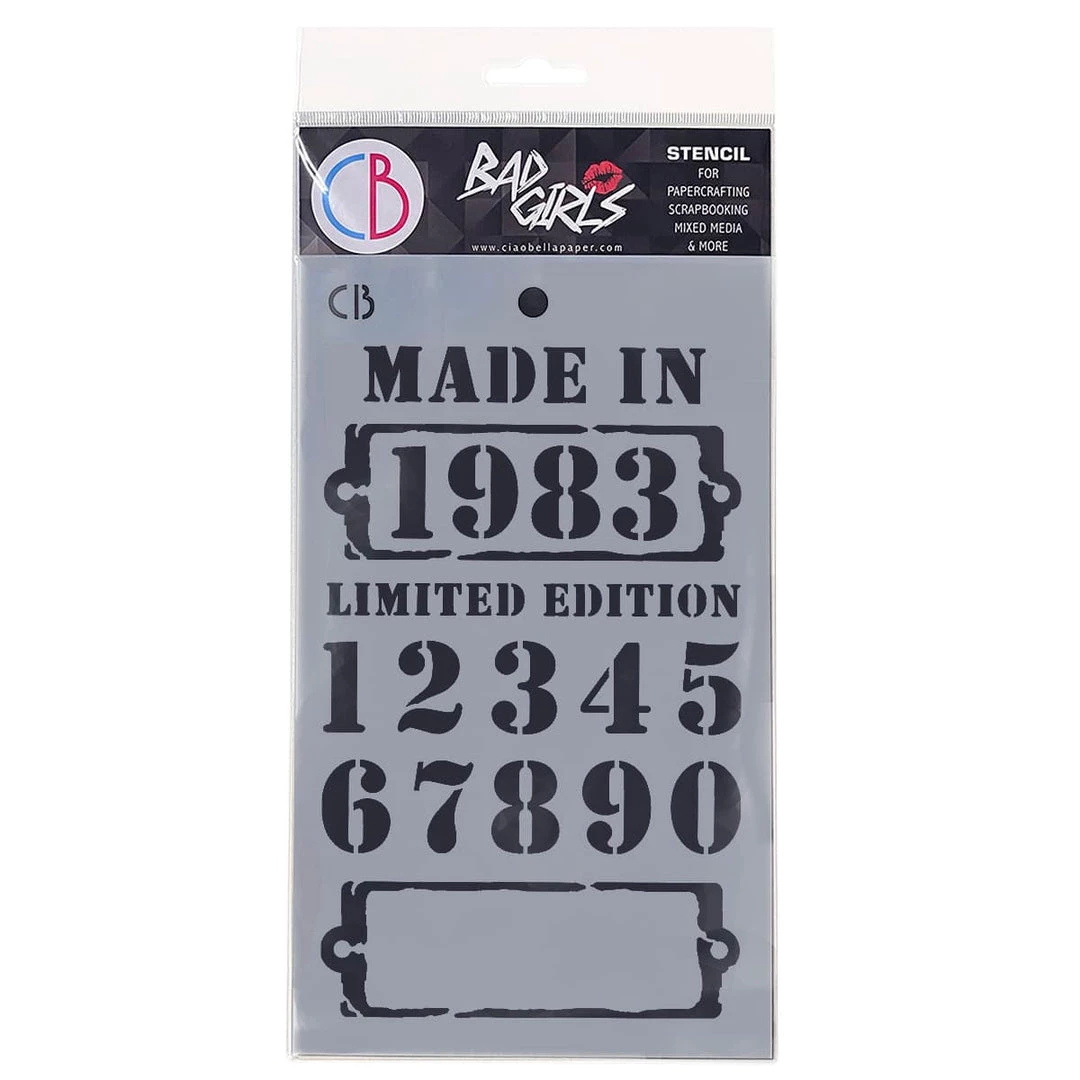 CB
BAD
GIRLS
www.ciaobellapaper.com
STENCIL
FOR
PAPERCRAFTING
SCRAPBOOKING
MIXED MEDIA
& MORE
CB
MADE IN
1983
LIMITED EDITION
12345
67890